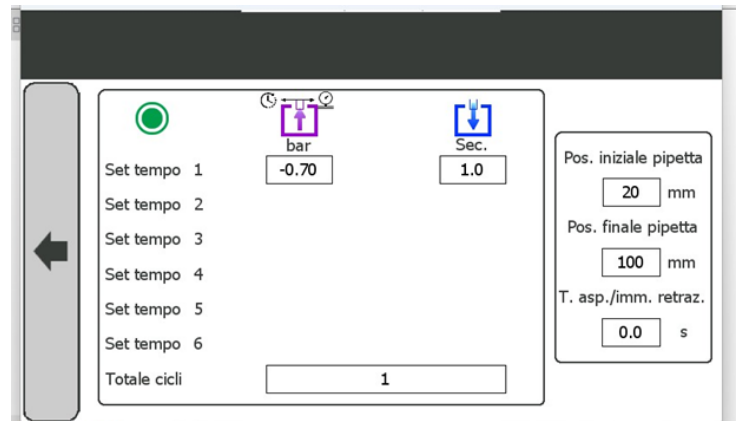 bar Sec.
Set tempo 1 -0.70 1.0
Set tempo 2
Set tempo 3
Set tempo 4
Set tempo 5
Set tempo 6
Totale cicli 1
Pos. iniziale pipetta
20 mm
Pos. finale pipetta
100 mm
T. asp./imm. retraz.
0.0 s